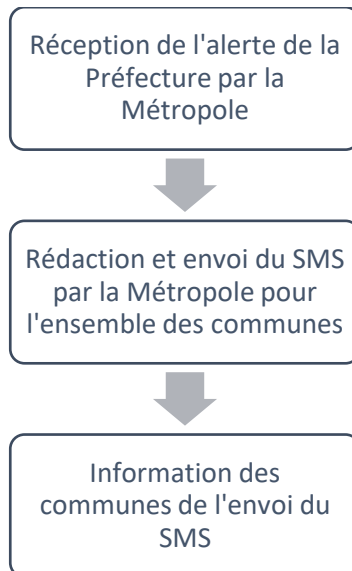 Réception de l'alerte de la
Préfecture par la
Métropole
Rédaction et envoi du SMS
par la Métropole pour
l'ensemble des communes
Information des
communes de l'envoi du
SMS